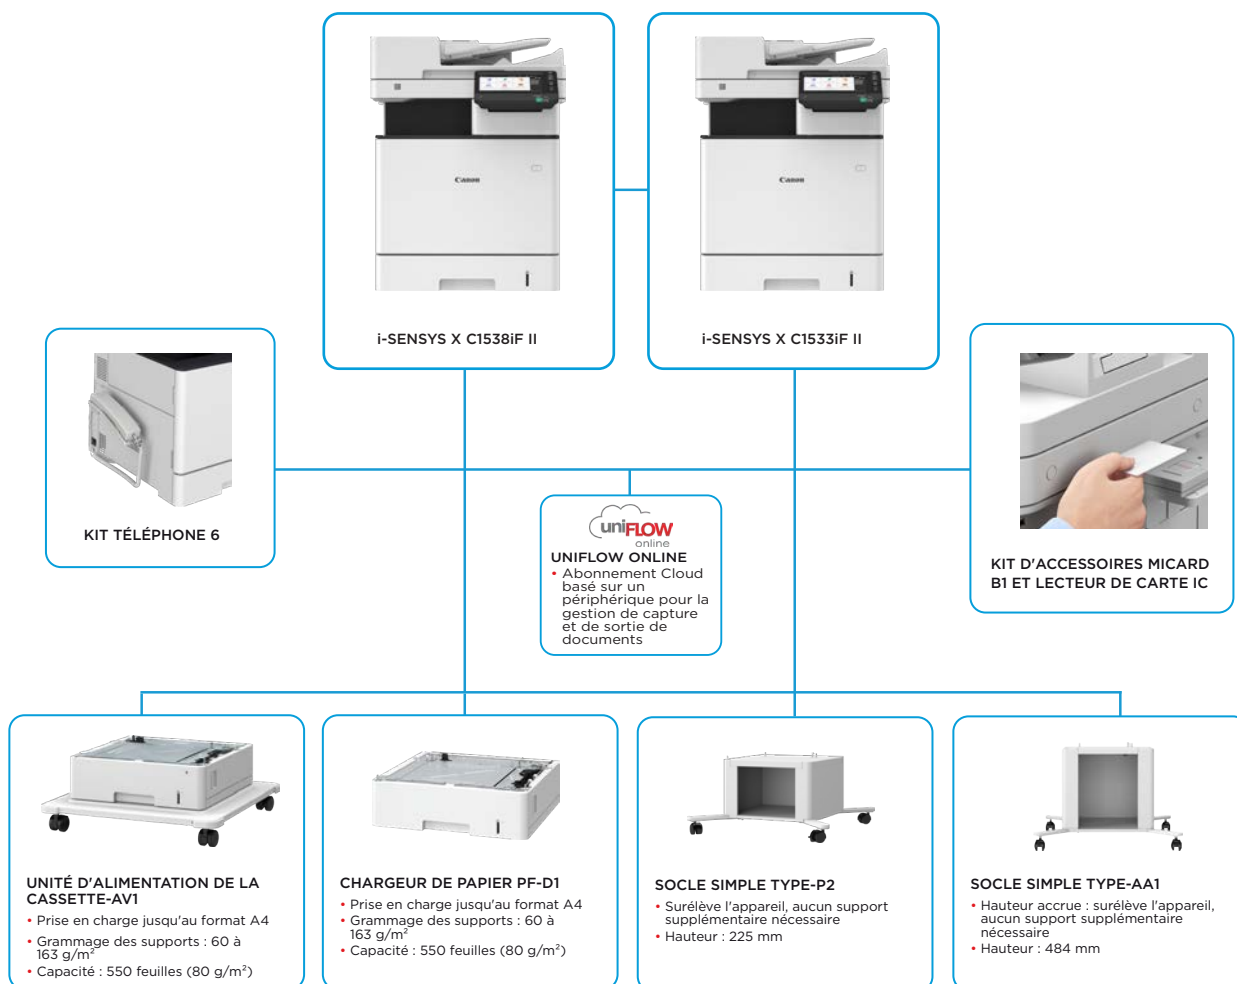 Canon
Canon
i-SENSYS X C1538iF II
i-SENSYS X C1533iF II
KIT TÉLÉPHONE 6
uniFLOW
online
UNIFLOW ONLINE
• Abonnement Cloud
basé sur un
périphérique pour la
gestion de capture
et de sortie de
documents
KIT D'ACCESSOIRES MICARD
B1 ET LECTEUR DE CARTE IC
UNITÉ D'ALIMENTATION DE LA
CASSETTE-AV1
• Prise en charge jusqu'au format A4
• Grammage des supports : 60 à
163 g/m²
• Capacité : 550 feuilles (80 g/m²)
CHARGEUR DE PAPIER PF-D1
• Prise en charge jusqu'au format A4
• Grammage des supports : 60 à
163 g/m²
• Capacité : 550 feuilles (80 g/m²)
SOCLE SIMPLE TYPE-P2
• Surélève l'appareil, aucun support
supplémentaire nécessaire
• Hauteur : 225 mm
SOCLE SIMPLE TYPE-AA1
• Hauteur accrue : surélève l'appareil,
aucun support supplémentaire
nécessaire
• Hauteur : 484 mm